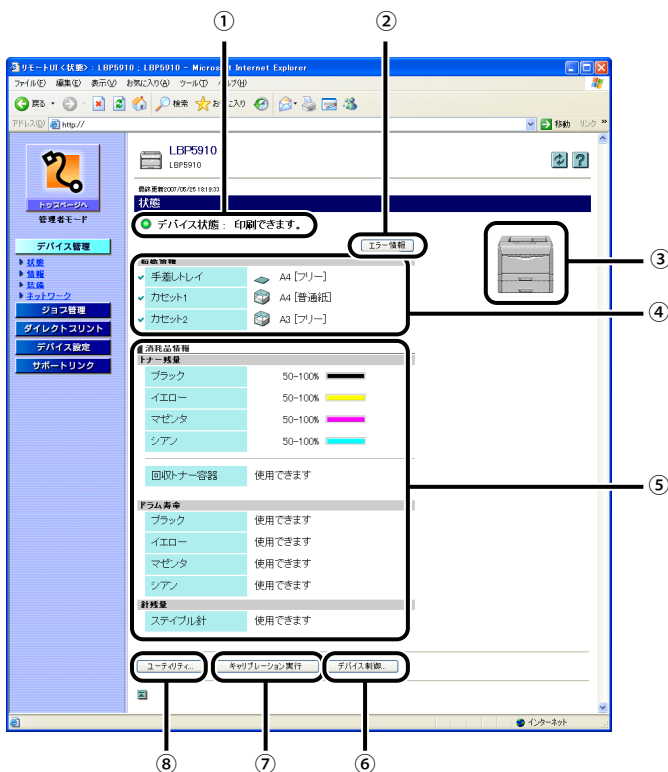 ① ②
リモートUI <状態> : LBP5910 ; LBP5910 - Microsoft Internet Explorer
ファイル(F) 編集(E) 表示(V) お気に入り(A) ツール(T) ヘルプ(H)
戻る 検索 お気に入り
アドレス(D) http:// 移動 リンク »
LBP5910
LBP5910
トップページへ
管理者モード
最終更新2007/05/25 18:19:33
状態
デバイス状態 : 印刷できます。
エラー情報
③
デバイス管理
状態
情報
装備
ネットワーク
ジョブ管理
ダイレクトプリント
デバイス設定
サポートリンク
給紙情報
手差しトレイ A4 [フリー]
カセット1 A4 [普通紙]
カセット2 A3 [フリー]
④
消耗品情報
トナー残量
ブラック 50-100%
イエロー 50-100%
マゼンタ 50-100%
シアン 50-100%
回収トナー容器 使用できます
⑤
ドラム寿命
ブラック 使用できます
イエロー 使用できます
マゼンタ 使用できます
シアン 使用できます
針残量
ステイプル針 使用できます
ユーティリティ... キャリブレーション実行 デバイス制御...
インターネット
⑧ ⑦ ⑥